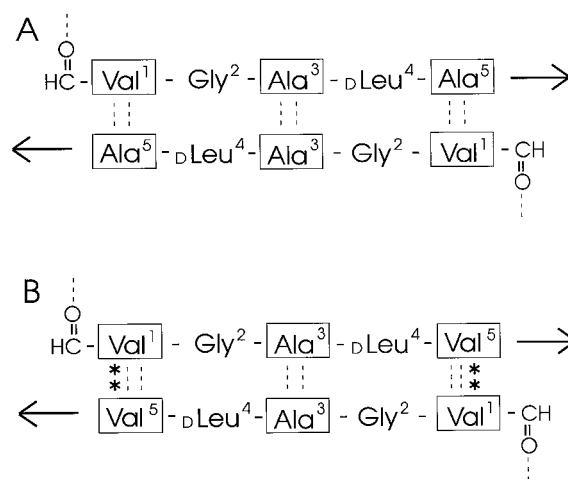 A
O
HC - Val¹ - Gly² - Ala³ - DLeu⁴ - Ala⁵
Ala⁵ - DLeu⁴ - Ala³ - Gly² - Val¹ - CH
O
B
O
HC - Val¹ - Gly² - Ala³ - DLeu⁴ - Val⁵
* *
* *
Val⁵ - DLeu⁴ - Ala³ - Gly² - Val¹ - CH
O